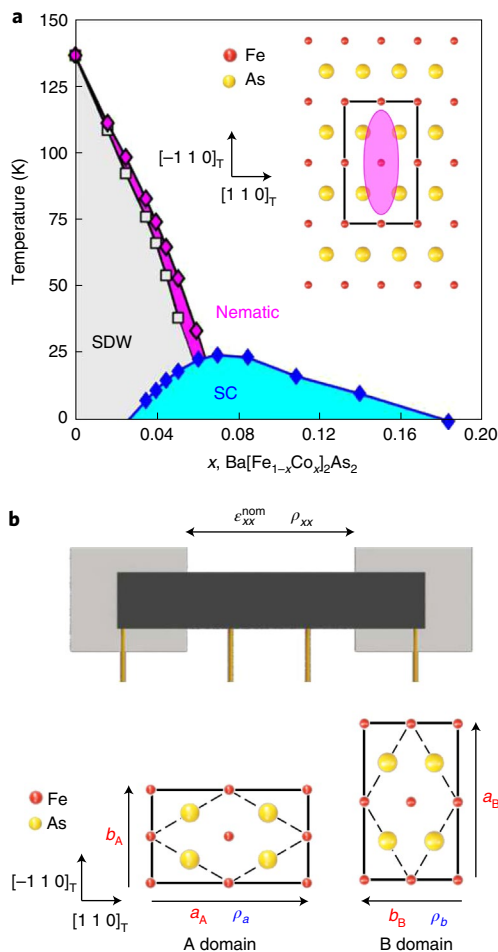 a
150
125
100
75
50
25
0
Temperature (K)
Fe
As
[−1 1 0]T
[1 1 0]T
Nematic
SDW
SC
0
0.04
0.08
0.12
0.16
0.20
x, Ba[Fe1−xCox]2As2
b
εxx^nom ρxx
Fe
As
[−1 1 0]T
[1 1 0]T
bA
aA ρa
A domain
aB
bB ρb
B domain